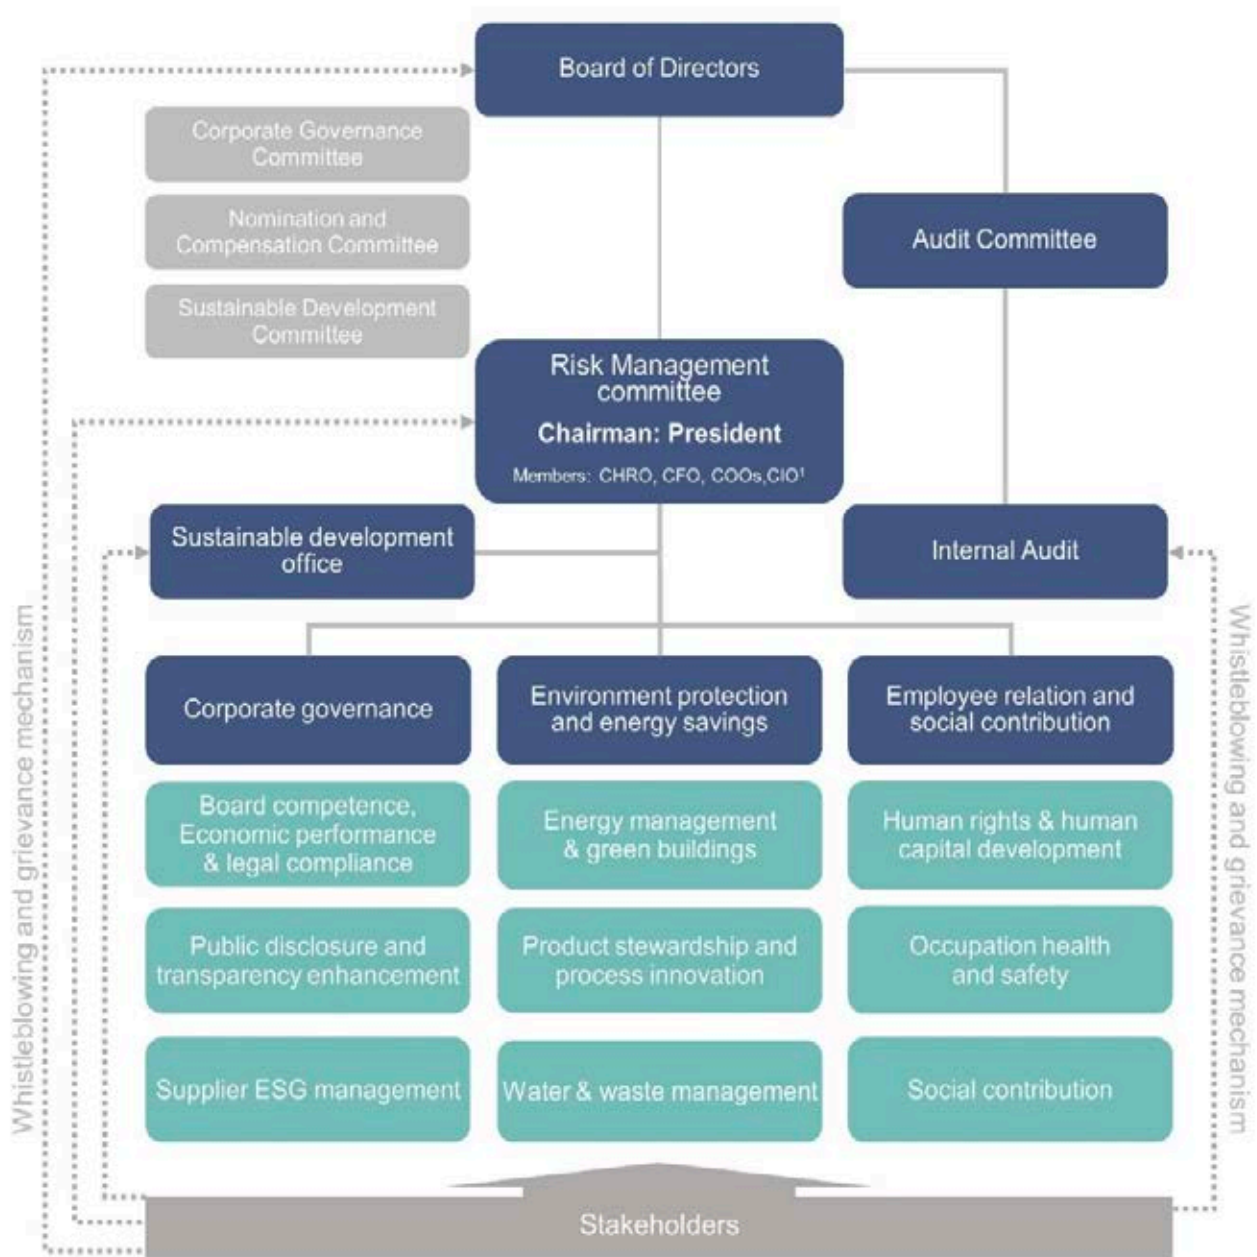 Board of Directors
Corporate Governance
Committee
Nomination and
Compensation Committee
Audit Committee
Sustainable Development
Committee
Risk Management
committee
Chairman: President
Members: CHRO, CFO, COOs,CIO¹
Sustainable development
office
Internal Audit
Whistleblowing and grievance mechanism
Whistleblowing and grievance mechanism
Corporate governance
Environment protection
and energy savings
Employee relation and
social contribution
Board competence,
Economic performance
& legal compliance
Energy management
& green buildings
Human rights & human
capital development
Public disclosure and
transparency enhancement
Product stewardship and
process innovation
Occupation health
and safety
Supplier ESG management
Water & waste management
Social contribution
Stakeholders